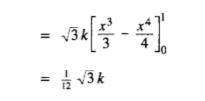 = √3 k [ x³/3 − x⁴/4 ]₀¹
= 1/12 √3 k